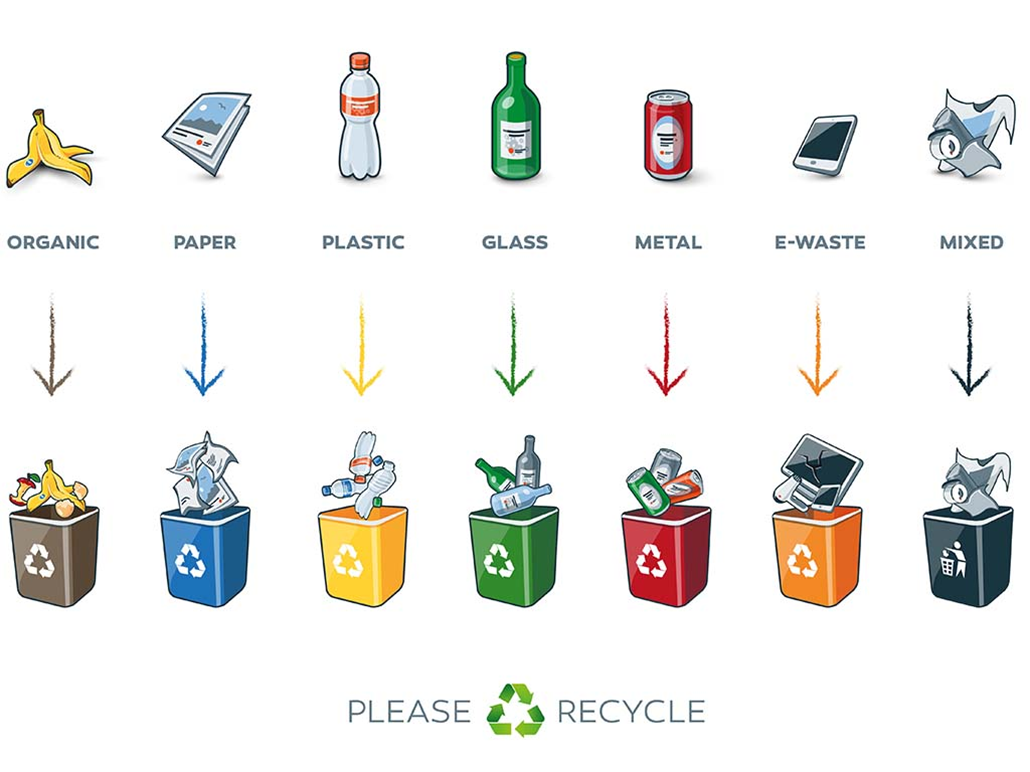 ORGANIC
PAPER
PLASTIC
GLASS
METAL
E-WASTE
MIXED
PLEASE RECYCLE